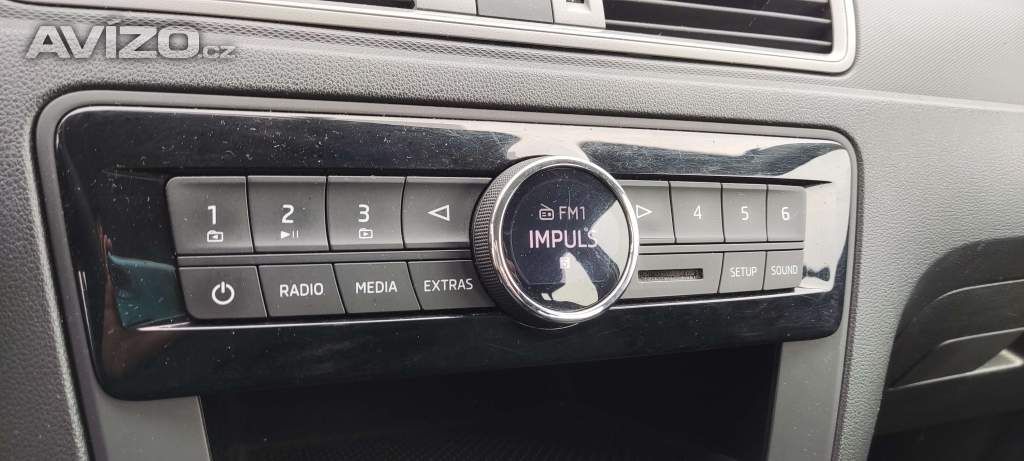 AVÍZO.cz
1 2 3 FM1 4 5 6
IMPULS
RADIO MEDIA EXTRAS SETUP SOUND